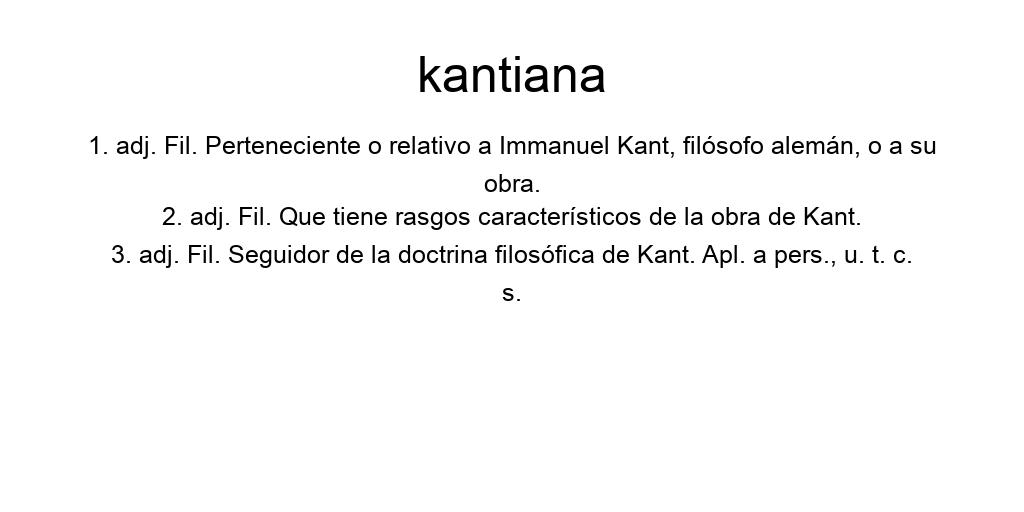 kantiana
1. adj. Fil. Perteneciente o relativo a Immanuel Kant, filósofo alemán, o a su
obra.
2. adj. Fil. Que tiene rasgos característicos de la obra de Kant.
3. adj. Fil. Seguidor de la doctrina filosófica de Kant. Apl. a pers., u. t. c.
s.